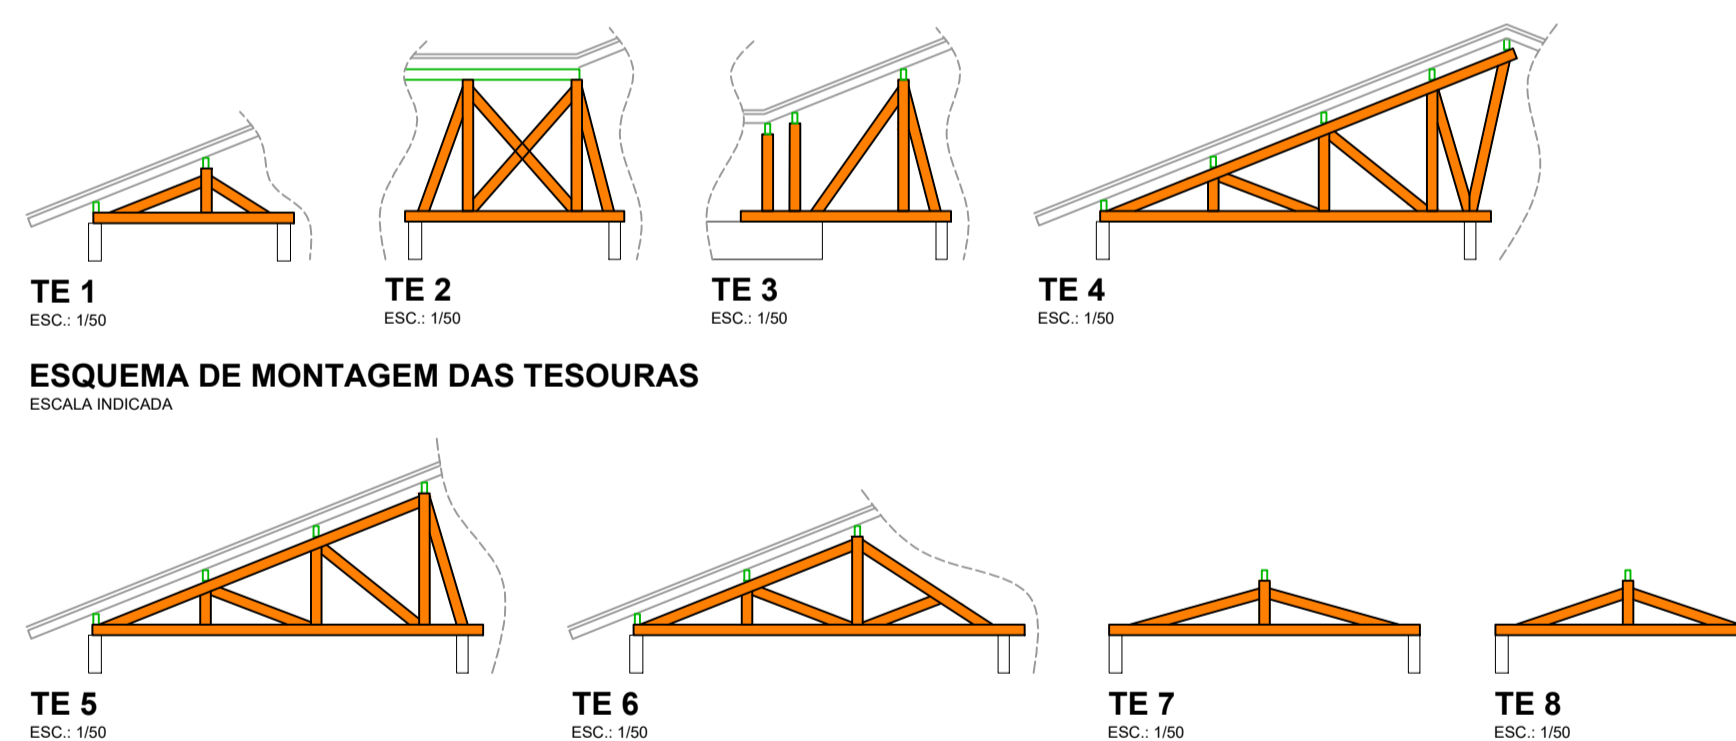 TE 1
ESC.: 1/50
TE 2
ESC.: 1/50
TE 3
ESC.: 1/50
TE 4
ESC.: 1/50
ESQUEMA DE MONTAGEM DAS TESOURAS
ESCALA INDICADA
TE 5
ESC.: 1/50
TE 6
ESC.: 1/50
TE 7
ESC.: 1/50
TE 8
ESC.: 1/50